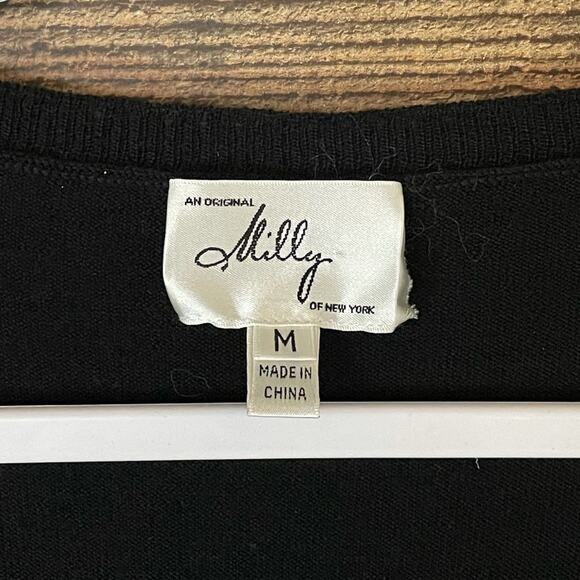 AN ORIGINAL
Milly
OF NEW YORK
M
MADE IN
CHINA